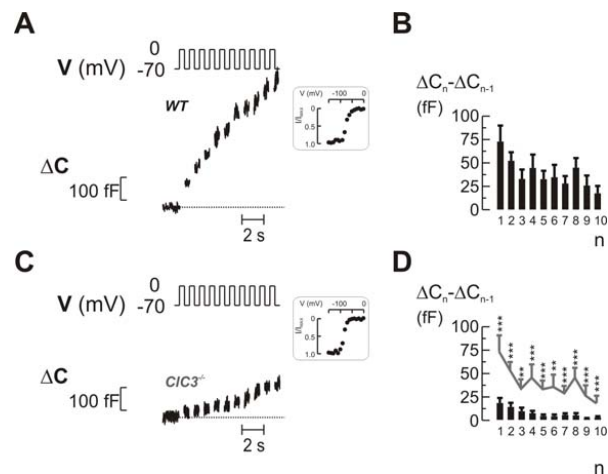 A
V (mV)
0
-70
WT
V (mV)
-100
0
0
0.5
1.0
ΔC
100 fF
2 s
B
ΔCn-ΔCn-1
(fF)
100
75
50
25
0
1 2 3 4 5 6 7 8 9 10
n
C
V (mV)
0
-70
ClC3-/-
V (mV)
-100
0
0
0.5
1.0
ΔC
100 fF
2 s
D
ΔCn-ΔCn-1
(fF)
100
75
50
25
0
*** *** ** *** *** ** *** *** *** ***
1 2 3 4 5 6 7 8 9 10
n